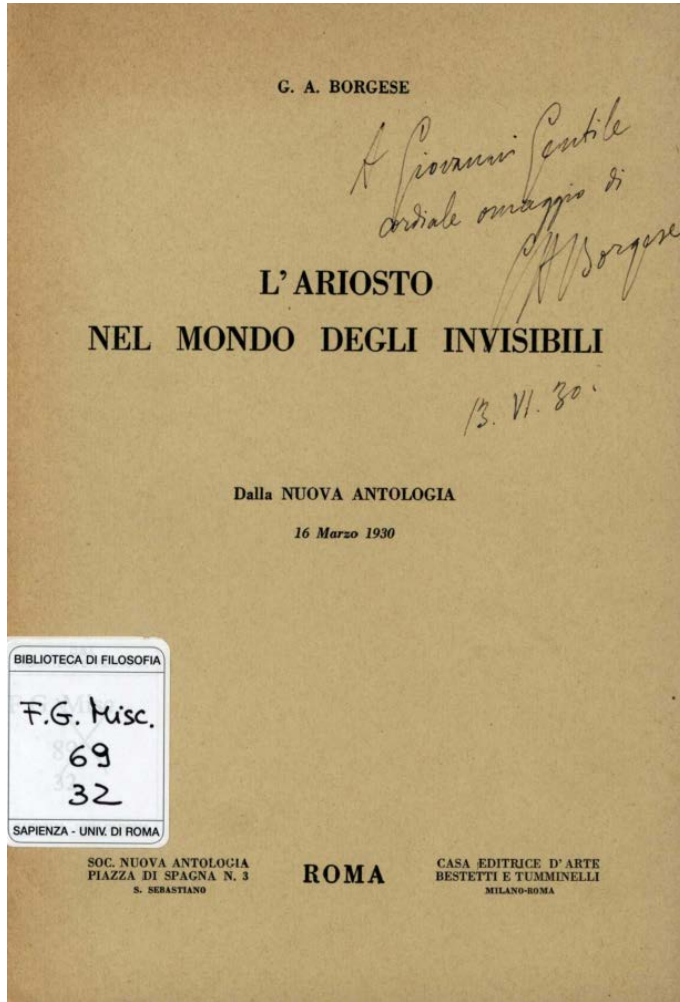 G. A. BORGESE
A Giovanni Gentile
cordiale omaggio di
GABorgese
L'ARIOSTO
NEL MONDO DEGLI INVISIBILI
13. VI. 30.
Dalla NUOVA ANTOLOGIA
16 Marzo 1930
BIBLIOTECA DI FILOSOFIA
F.G. Misc.
69
32
SAPIENZA - UNIV. DI ROMA
SOC. NUOVA ANTOLOGIA
PIAZZA DI SPAGNA N. 3
S. SEBASTIANO
ROMA
CASA EDITRICE D'ARTE
BESTETTI E TUMMINELLI
MILANO-ROMA